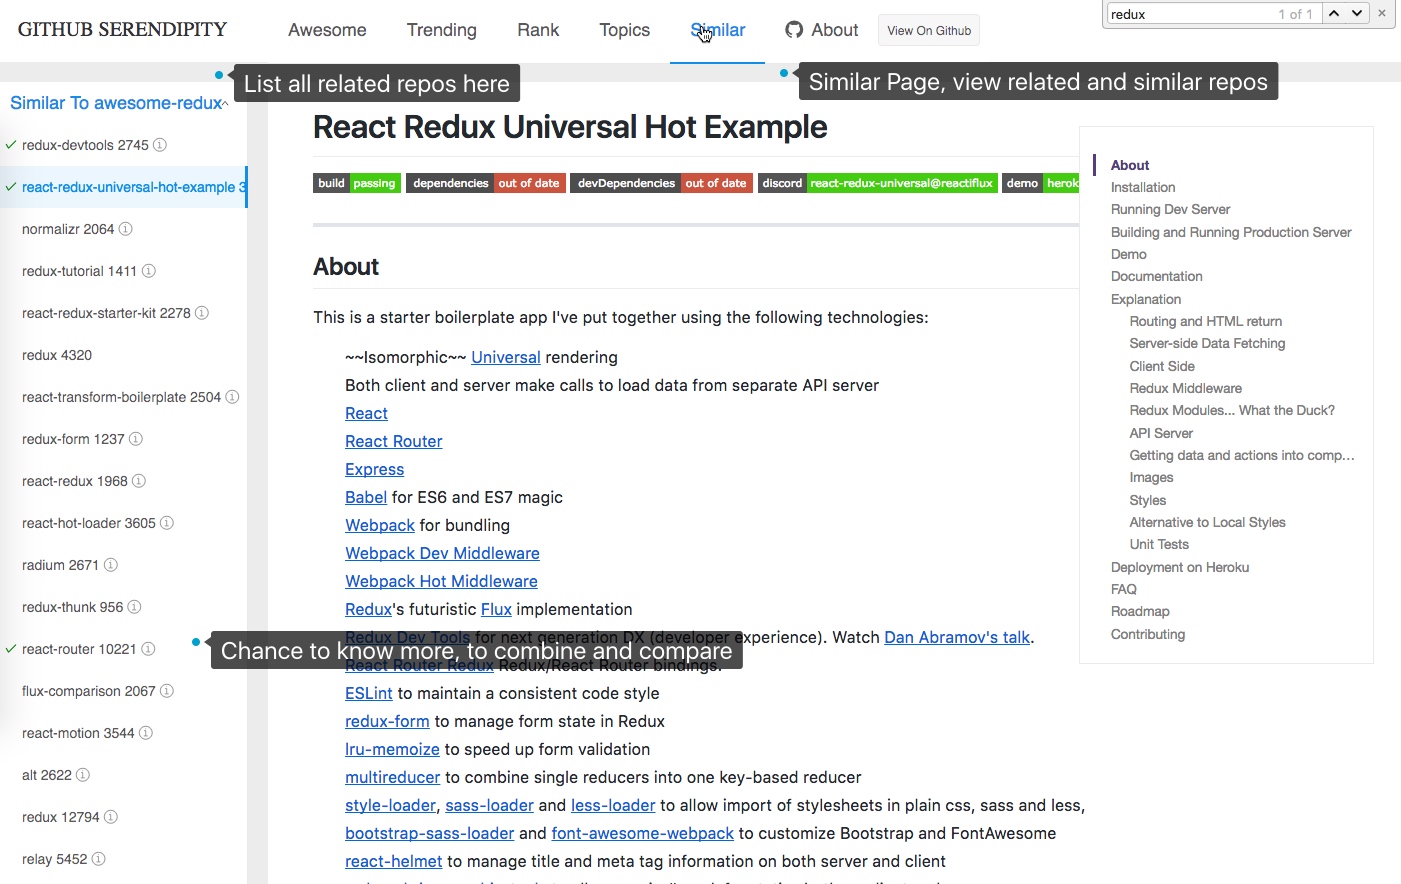 GITHUB SERENDIPITY
Awesome
Trending
Rank
Topics
Similar
About
View On Github
redux
1 of 1
List all related repos here
Similar Page, view related and similar repos
Similar To awesome-redux
redux-devtools 2745
react-redux-universal-hot-example 3
normalizr 2064
redux-tutorial 1411
react-redux-starter-kit 2278
redux 4320
react-transform-boilerplate 2504
redux-form 1237
react-redux 1968
react-hot-loader 3605
radium 2671
redux-thunk 956
react-router 10221
flux-comparison 2067
react-motion 3544
alt 2622
redux 12794
relay 5452
Chance to know more, to combine and compare
React Redux Universal Hot Example
build passing dependencies out of date devDependencies out of date discord react-redux-universal@reactiflux demo herok
About
This is a starter boilerplate app I've put together using the following technologies:
~~Isomorphic~~ Universal rendering
Both client and server make calls to load data from separate API server
React
React Router
Express
Babel for ES6 and ES7 magic
Webpack for bundling
Webpack Dev Middleware
Webpack Hot Middleware
Redux's futuristic Flux implementation
Redux Dev Tools for next generation DX (developer experience). Watch Dan Abramov's talk.
React Router Redux Redux/React Router bindings.
ESLint to maintain a consistent code style
redux-form to manage form state in Redux
lru-memoize to speed up form validation
multireducer to combine single reducers into one key-based reducer
style-loader, sass-loader and less-loader to allow import of stylesheets in plain css, sass and less,
bootstrap-sass-loader and font-awesome-webpack to customize Bootstrap and FontAwesome
react-helmet to manage title and meta tag information on both server and client
About
Installation
Running Dev Server
Building and Running Production Server
Demo
Documentation
Explanation
Routing and HTML return
Server-side Data Fetching
Client Side
Redux Middleware
Redux Modules... What the Duck?
API Server
Getting data and actions into comp...
Images
Styles
Alternative to Local Styles
Unit Tests
Deployment on Heroku
FAQ
Roadmap
Contributing